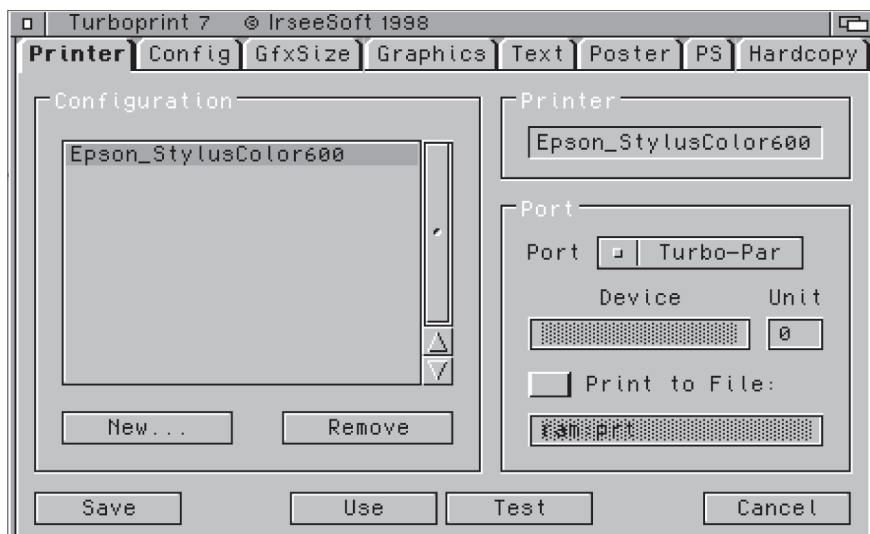 Turboprint 7 © IrseeSoft 1998
Printer Config GfxSize Graphics Text Poster PS Hardcopy
Configuration
Epson_StylusColor600
New... Remove
Printer
Epson_StylusColor600
Port
Port Turbo-Par
Device Unit
0
Print to File:
ram:prt
Save Use Test Cancel